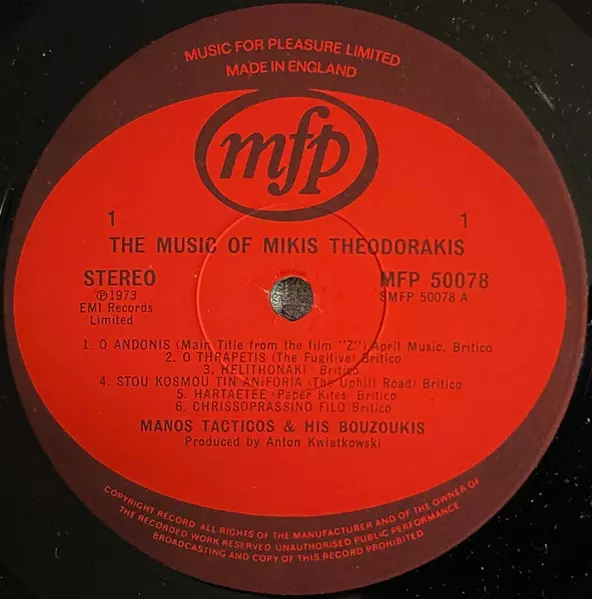 MUSIC FOR PLEASURE LIMITED
MADE IN ENGLAND
mfp
1 1
THE MUSIC OF MIKIS THEODORAKIS
STEREO MFP 50078
℗1973 SMFP 50078 A
EMI Records
Limited
1. O ANDONIS (Main Title from the film "Z") April Music, Britico
2. O THRAPETIS (The Fugitive) Britico
3. HELITHONAKI Britico
4. STOU KOSMOU TIN ANIFORIA (The Uphill Road) Britico
5. HARTAETEE (Paper Kites) Britico
6. CHRISSOPRASSINO FILO Britico
MANOS TACTICOS & HIS BOUZOUKIS
Produced by Anton Kwiatkowski
COPYRIGHT RECORD ALL RIGHTS OF THE MANUFACTURER AND OF THE OWNER OF
THE RECORDED WORK RESERVED UNAUTHORISED PUBLIC PERFORMANCE
BROADCASTING AND COPY OF THIS RECORD PROHIBITED